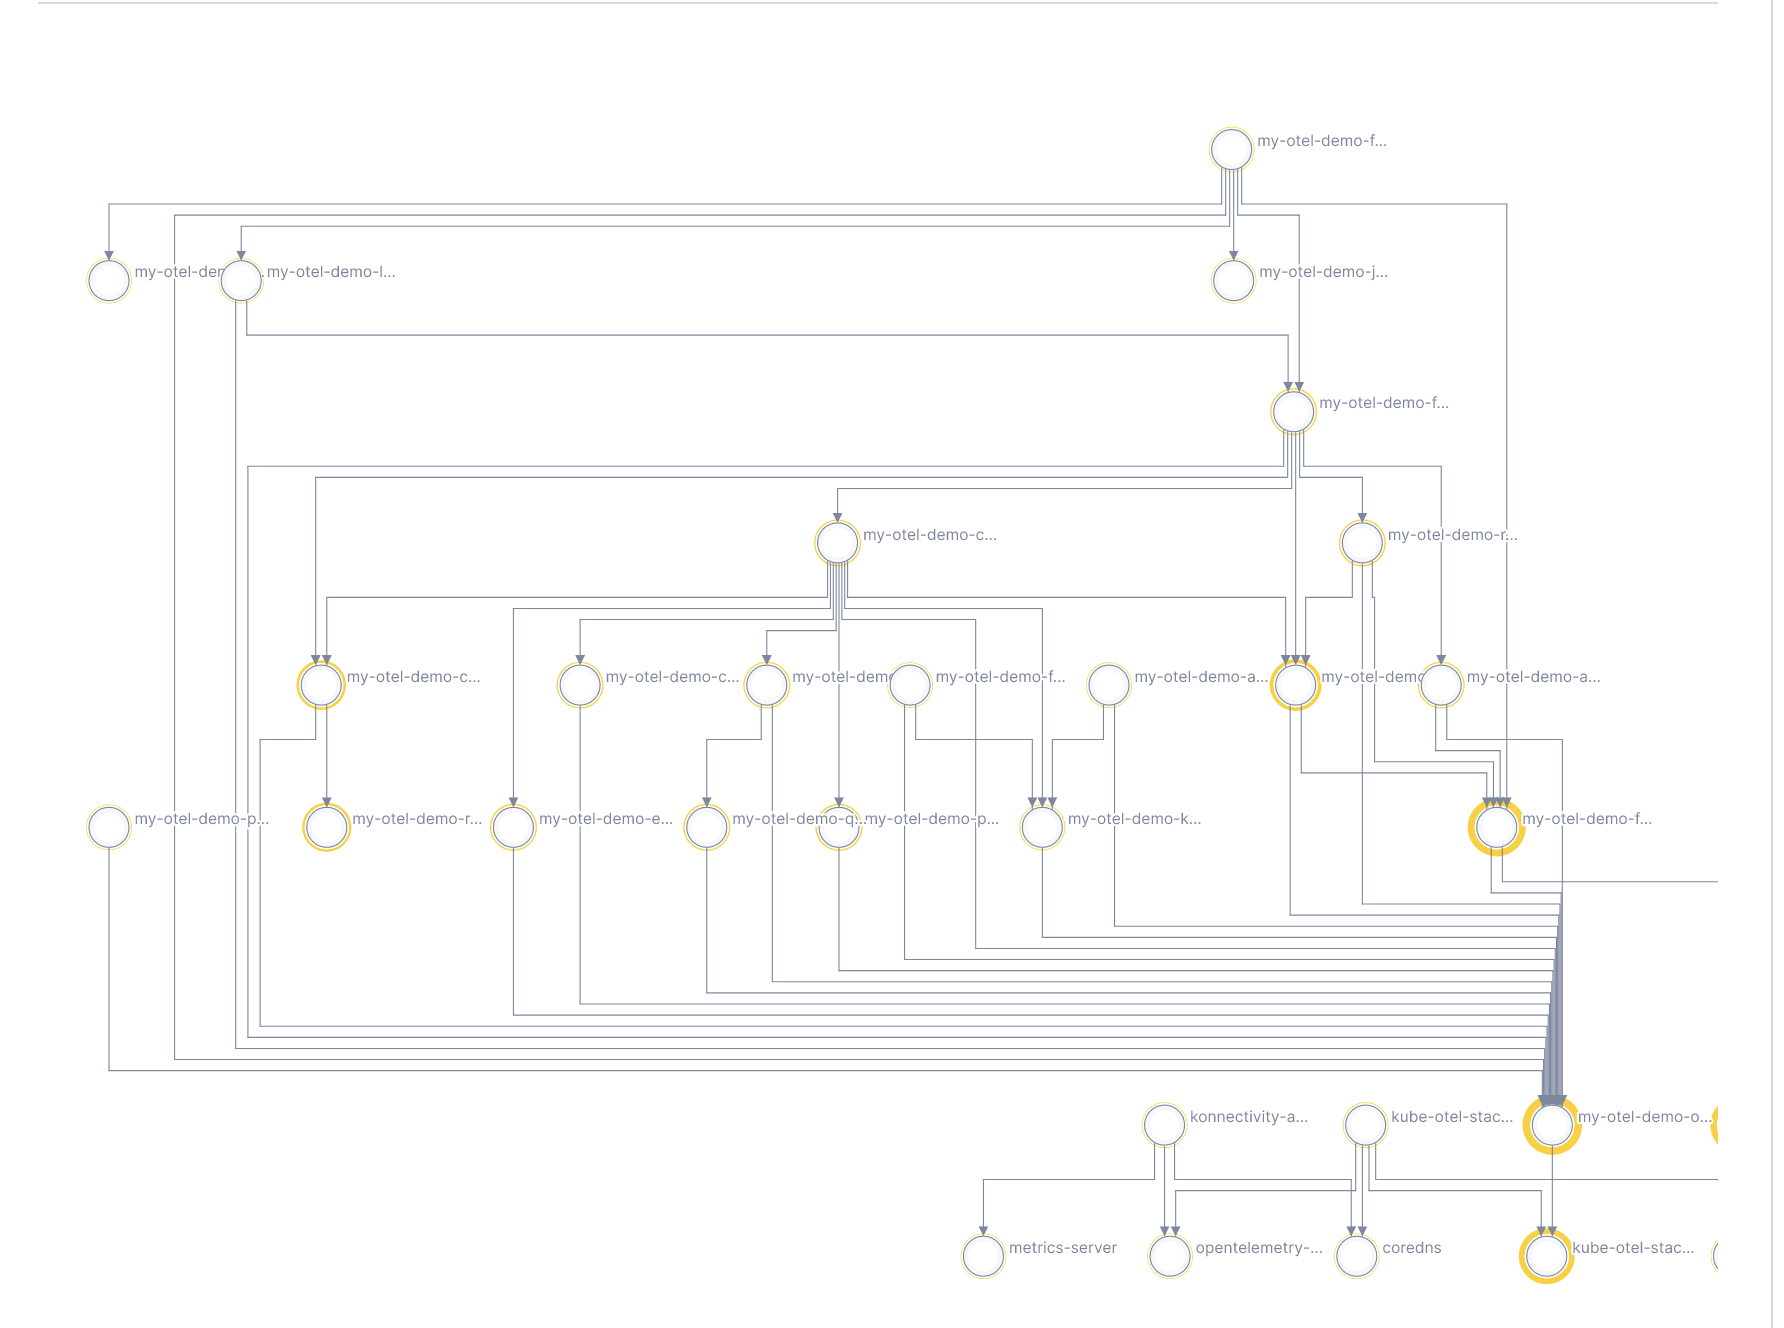 my-otel-demo-f...
my-otel-de
my-otel-demo-l...
my-otel-demo-j...
my-otel-demo-f...
my-otel-demo-c...
my-otel-demo-r...
my-otel-demo-c...
my-otel-demo-c...
my-otel-demo
my-otel-demo-f...
my-otel-demo-a...
my-otel-demo
my-otel-demo-a...
my-otel-demo-p...
my-otel-demo-r...
my-otel-demo-e...
my-otel-demo-q...
my-otel-demo-p...
my-otel-demo-k...
my-otel-demo-f...
konnectivity-a...
kube-otel-stac...
my-otel-demo-o...
metrics-server
opentelemetry-...
coredns
kube-otel-stac...